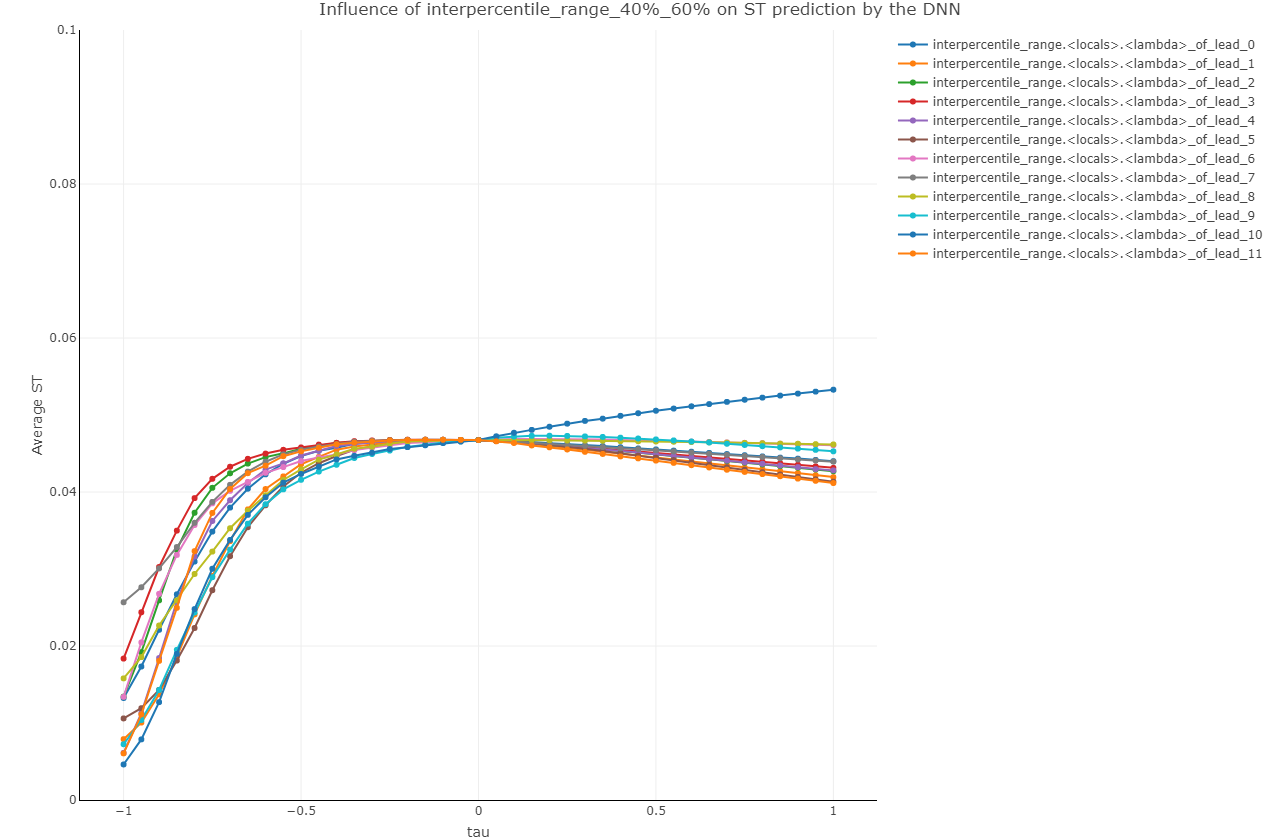 Influence of interpercentile_range_40%_60% on ST prediction by the DNN
0.1
0.08
0.06
0.04
0.02
0
Average ST
−1
−0.5
0
0.5
1
tau
interpercentile_range.<locals>.<lambda>_of_lead_0
interpercentile_range.<locals>.<lambda>_of_lead_1
interpercentile_range.<locals>.<lambda>_of_lead_2
interpercentile_range.<locals>.<lambda>_of_lead_3
interpercentile_range.<locals>.<lambda>_of_lead_4
interpercentile_range.<locals>.<lambda>_of_lead_5
interpercentile_range.<locals>.<lambda>_of_lead_6
interpercentile_range.<locals>.<lambda>_of_lead_7
interpercentile_range.<locals>.<lambda>_of_lead_8
interpercentile_range.<locals>.<lambda>_of_lead_9
interpercentile_range.<locals>.<lambda>_of_lead_10
interpercentile_range.<locals>.<lambda>_of_lead_11